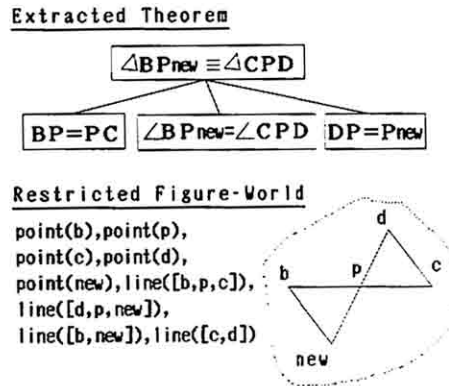 Extracted Theorem
△BPnew≡△CPD
BP=PC ∠BPnew=∠CPD DP=Pnew
Restricted Figure-World
point(b),point(p),
point(c),point(d),
point(new),line([b,p,c]),
line([d,p,new]),
line([b,new]),line([c,d])
d
b p c
new